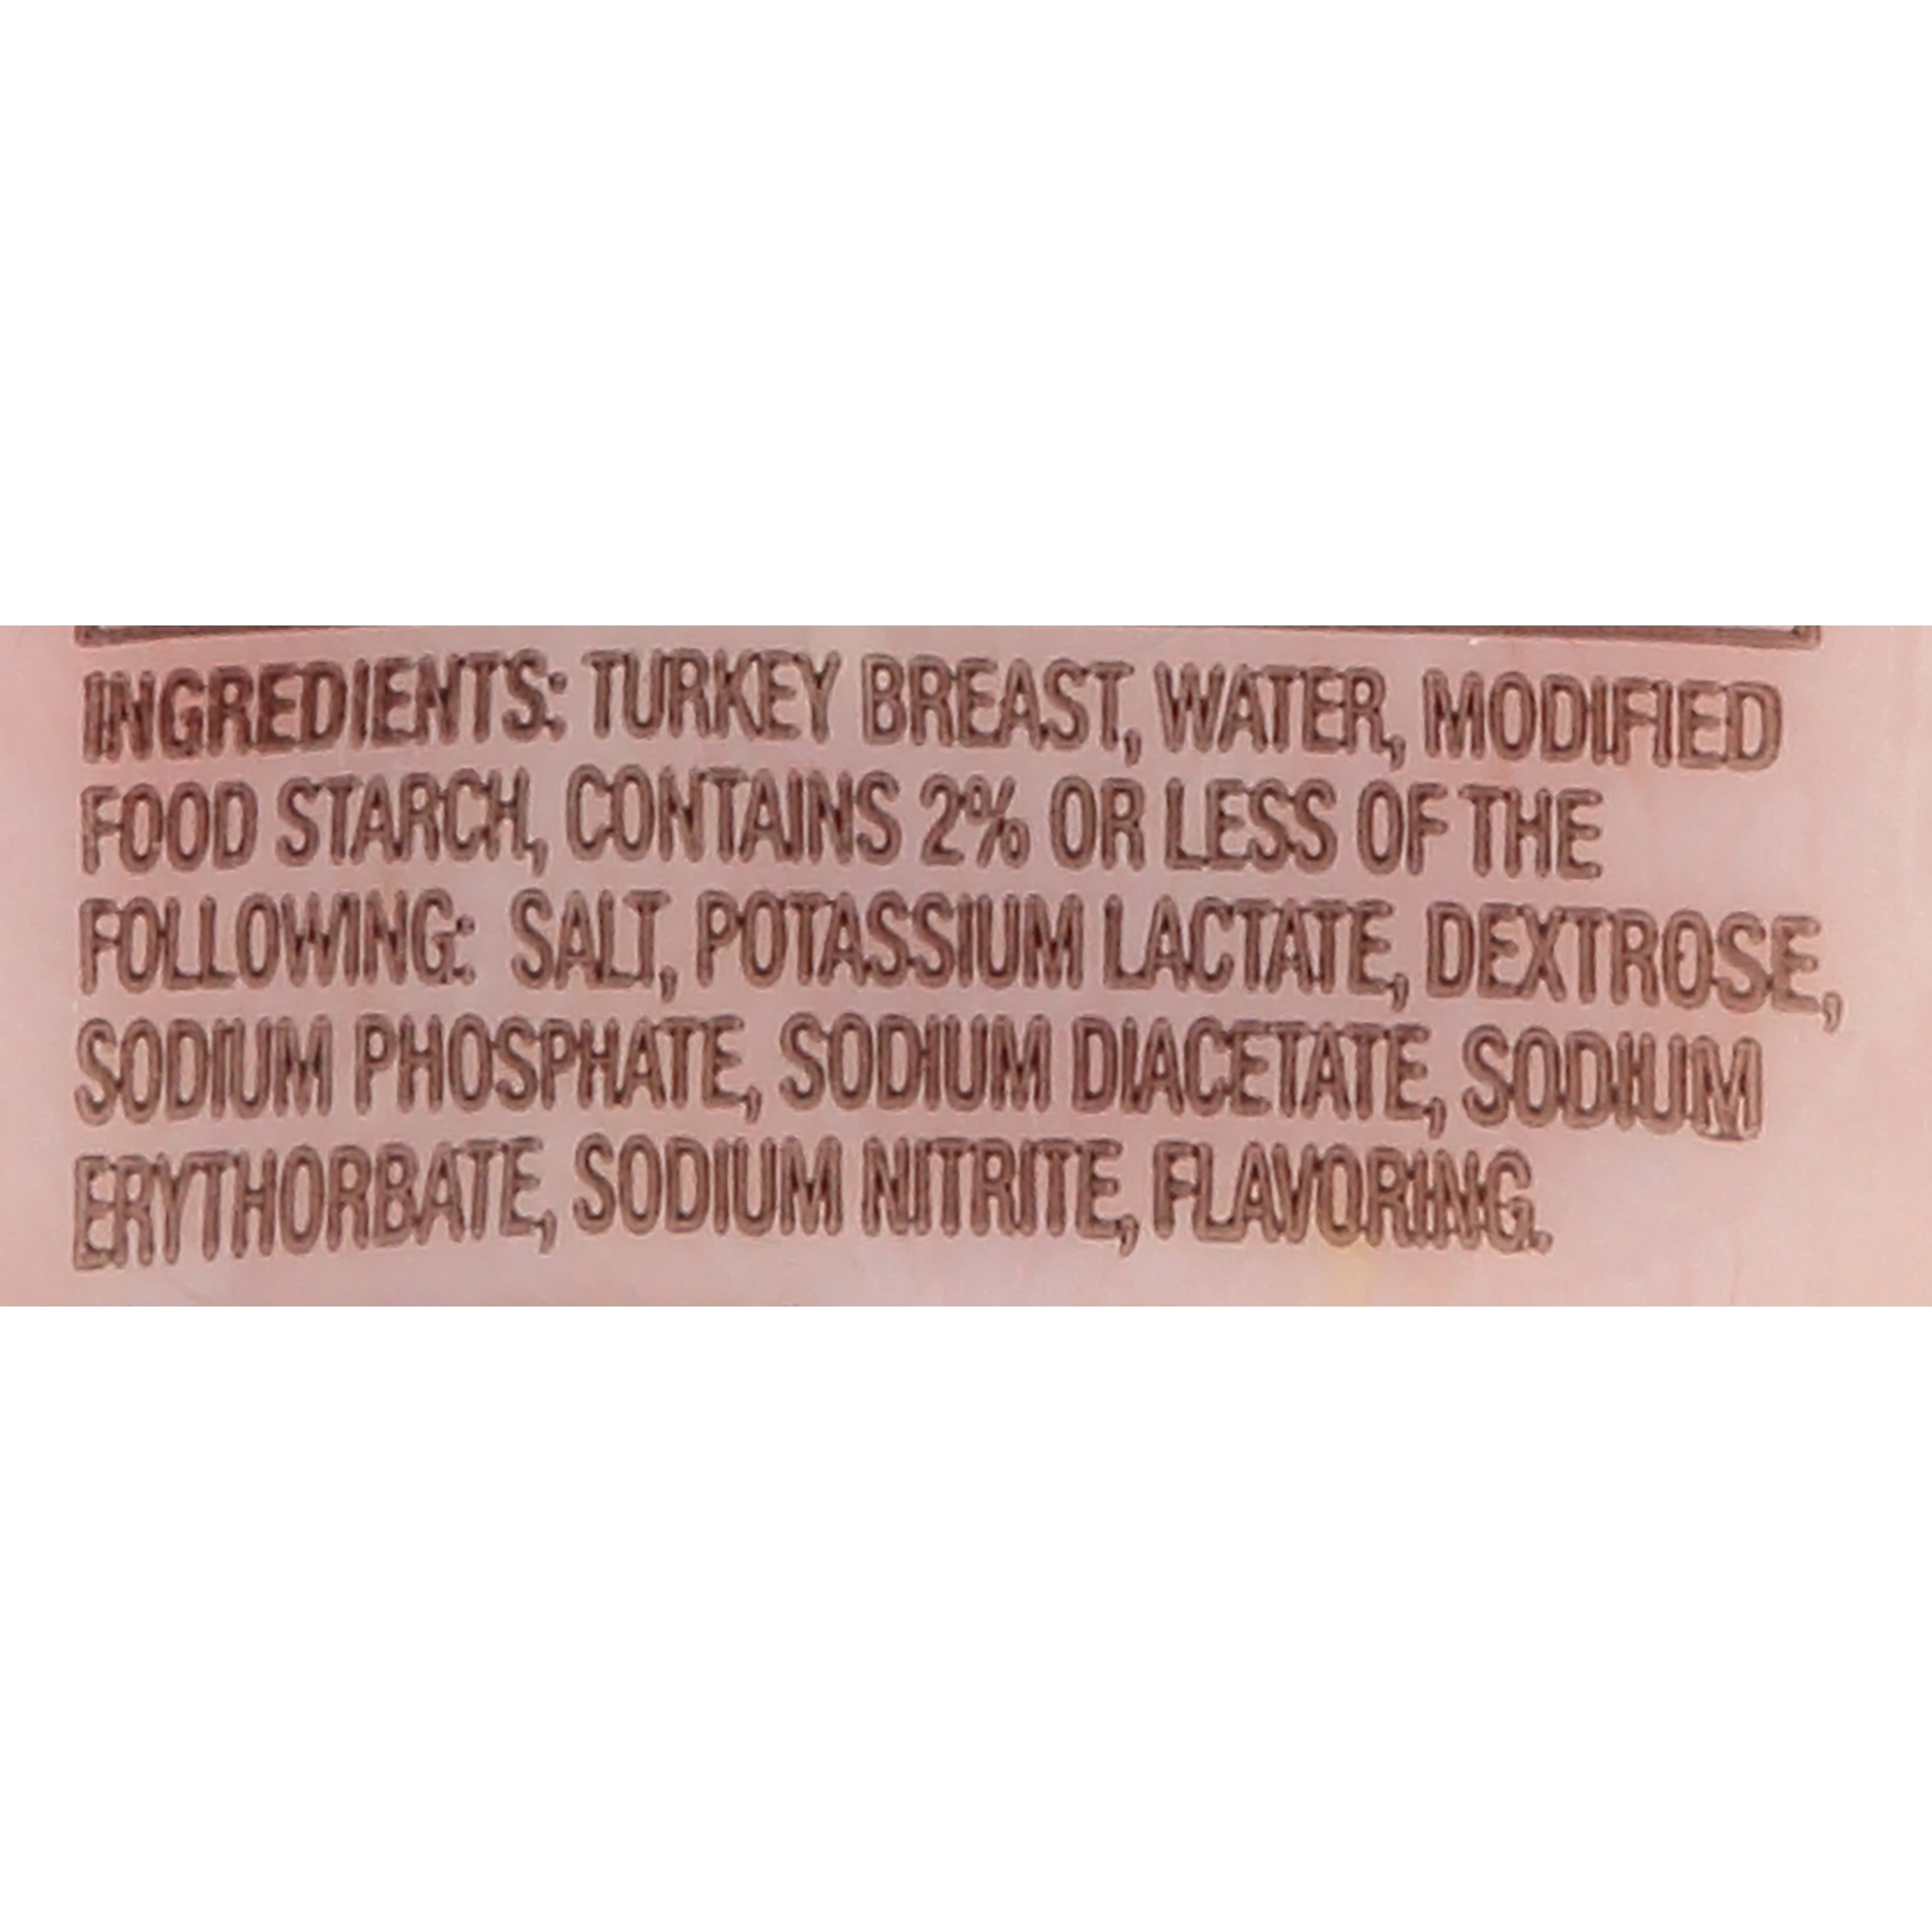 INGREDIENTS: TURKEY BREAST, WATER, MODIFIED
FOOD STARCH, CONTAINS 2% OR LESS OF THE
FOLLOWING: SALT, POTASSIUM LACTATE, DEXTROSE,
SODIUM PHOSPHATE, SODIUM DIACETATE, SODIUM
ERYTHORBATE, SODIUM NITRITE, FLAVORING.